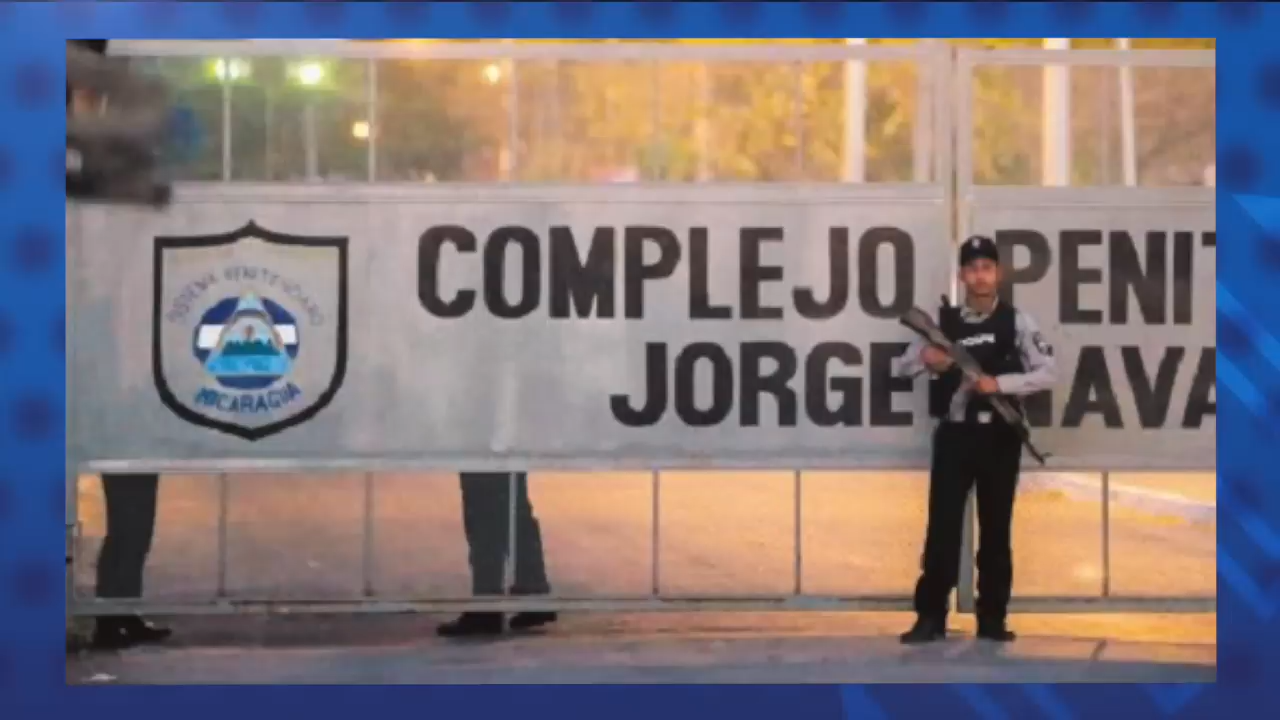 SISTEMA PENITENCIARIO
NICARAGUA
COMPLEJO PENIT
JORGE NAVA